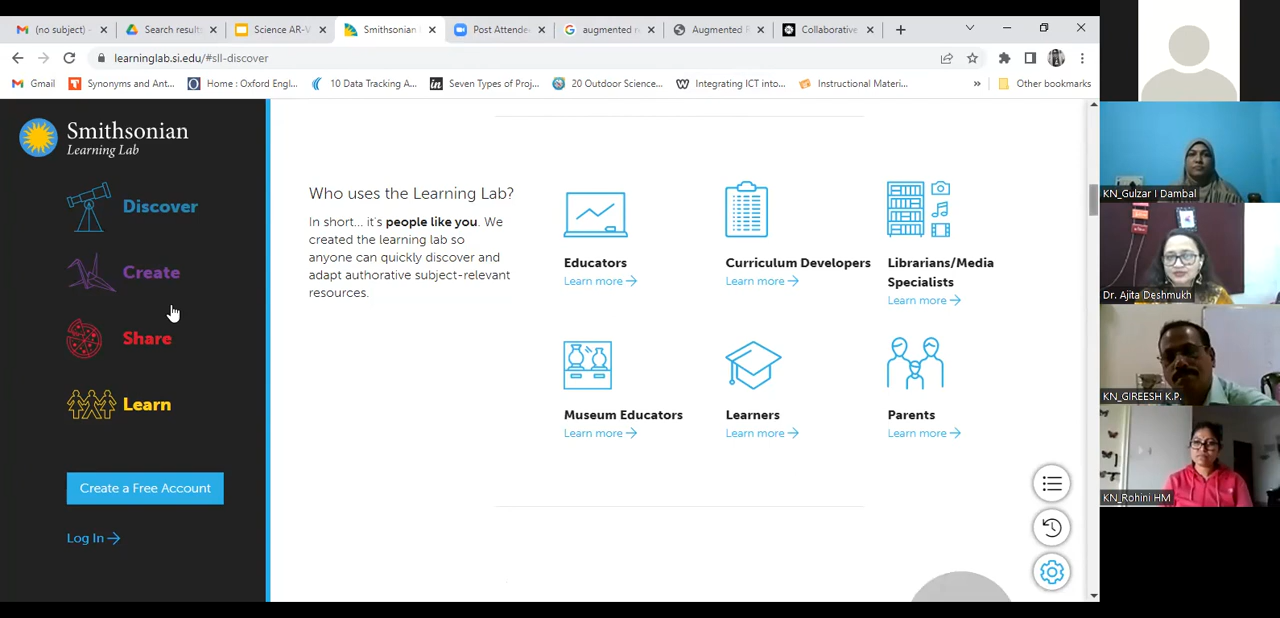 (no subject) -
Search results
Science AR-V
Smithsonian
Post Attende
augmented r
Augmented R
Collaborative
learninglab.si.edu/#sll-discover
Gmail
Synonyms and Ant...
Home : Oxford Engl...
10 Data Tracking A...
Seven Types of Proj...
20 Outdoor Science...
Integrating ICT into...
Instructional Materi...
»
Other bookmarks
Smithsonian
Learning Lab
Discover
Create
Share
Learn
Create a Free Account
Log In →
Who uses the Learning Lab?
In short... it's people like you. We
created the learning lab so
anyone can quickly discover and
adapt authorative subject-relevant
resources.
Educators
Learn more →
Curriculum Developers
Learn more →
Librarians/Media
Specialists
Learn more →
Museum Educators
Learn more →
Learners
Learn more →
Parents
Learn more →
KN_Gulzar I Dambal
Dr. Ajita Deshmukh
KN_GIREESH K.P.
KN_Rohini HM